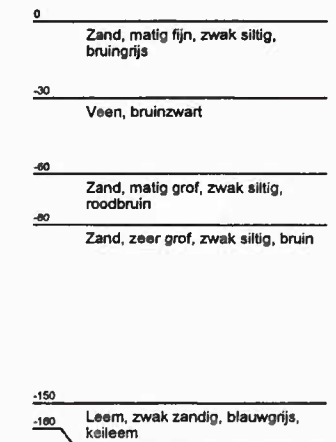 0
Zand, matig fijn, zwak siltig,
bruingrijs
-30
Veen, bruinzwart
-60
Zand, matig grof, zwak siltig,
roodbruin
-80
Zand, zeer grof, zwak siltig, bruin
-150
Leem, zwak zandig, blauwgrijs,
keileem
-160